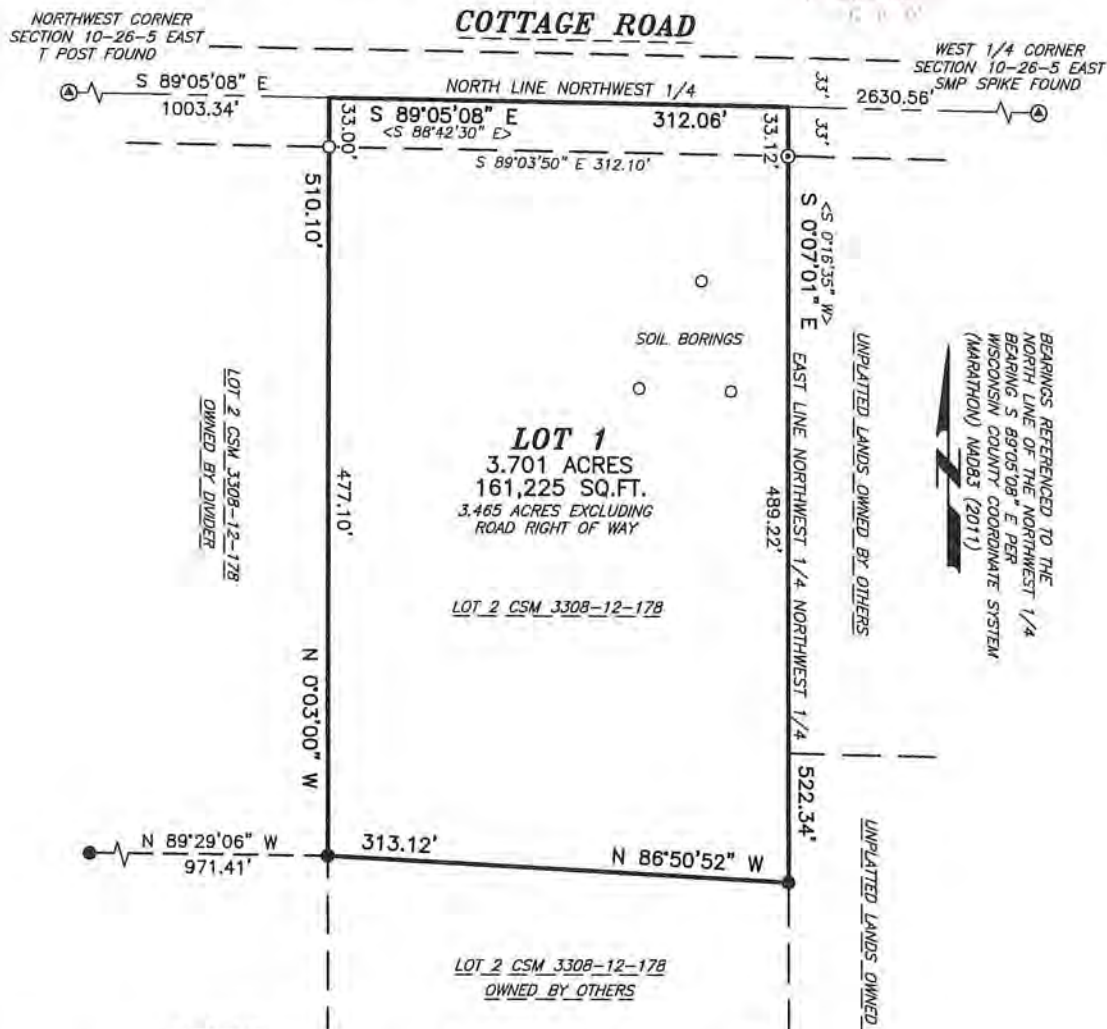 COTTAGE ROAD
NORTHWEST CORNER
SECTION 10-26-5 EAST
T POST FOUND
WEST 1/4 CORNER
SECTION 10-26-5 EAST
SMP SPIKE FOUND
S 89°05'08" E
1003.34'
NORTH LINE NORTHWEST 1/4
33'
33'
2630.56'
S 89°05'08" E
312.06'
<S 88°42'30" E>
33.00'
33.12'
S 89°03'50" E 312.10'
510.10'
<S 0°16'35" W>
S 0°07'01" E
EAST LINE NORTHWEST 1/4 NORTHWEST 1/4
SOIL BORINGS
UNPLATTED LANDS OWNED BY OTHERS
BEARINGS REFERENCED TO THE
NORTH LINE OF THE NORTHWEST 1/4
BEARING S 89°05'08" E PER
WISCONSIN COUNTY COORDINATE SYSTEM
(MARATHON) NAD83 (2011)
N
LOT 2 CSM 3308-12-178
OWNED BY DIVIDER
477.10'
LOT 1
3.701 ACRES
161,225 SQ.FT.
3.465 ACRES EXCLUDING
ROAD RIGHT OF WAY
489.22'
LOT 2 CSM 3308-12-178
N 0°03'00" W
522.34'
N 89°29'06" W
971.41'
313.12'
N 86°50'52" W
UNPLATTED LANDS OWNED
LOT 2 CSM 3308-12-178
OWNED BY OTHERS